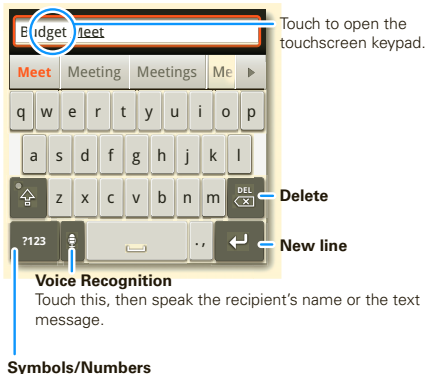 Budget Meet
Touch to open the
touchscreen keypad.
Meet Meeting Meetings Me
q w e r t y u i o p
a s d f g h j k l
z x c v b n m DEL
Delete
?123 . ,
New line
Voice Recognition
Touch this, then speak the recipient's name or the text
message.
Symbols/Numbers